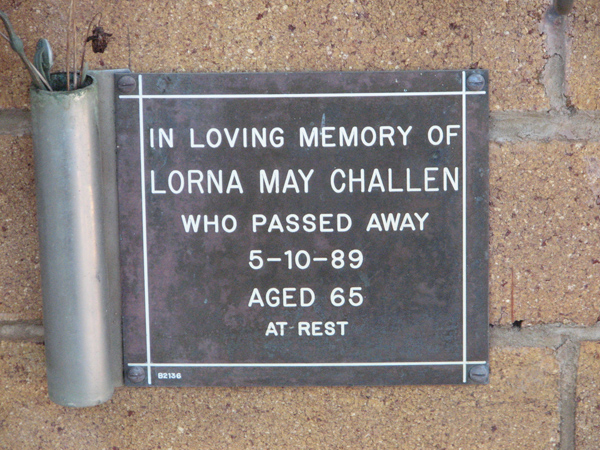 IN LOVING MEMORY OF
LORNA MAY CHALLEN
WHO PASSED AWAY
5-10-89
AGED 65
AT REST
B2136